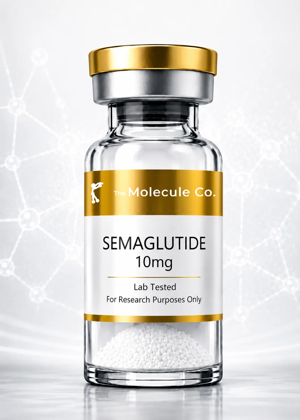 The Molecule Co.
SEMAGLUTIDE
10mg
Lab Tested
For Research Purposes Only